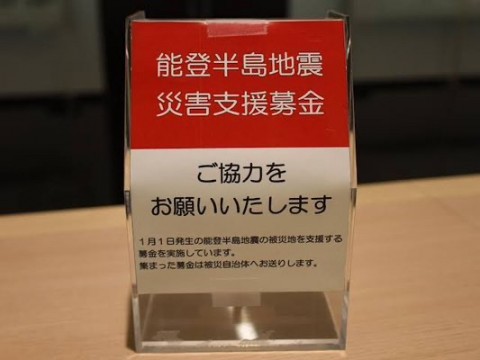 能登半島地震
災害支援募金
ご協力を
お願いいたします
1月1日発生の能登半島地震の被災地を支援する
募金を実施しています。
集まった募金は被災自治体へお送りします。